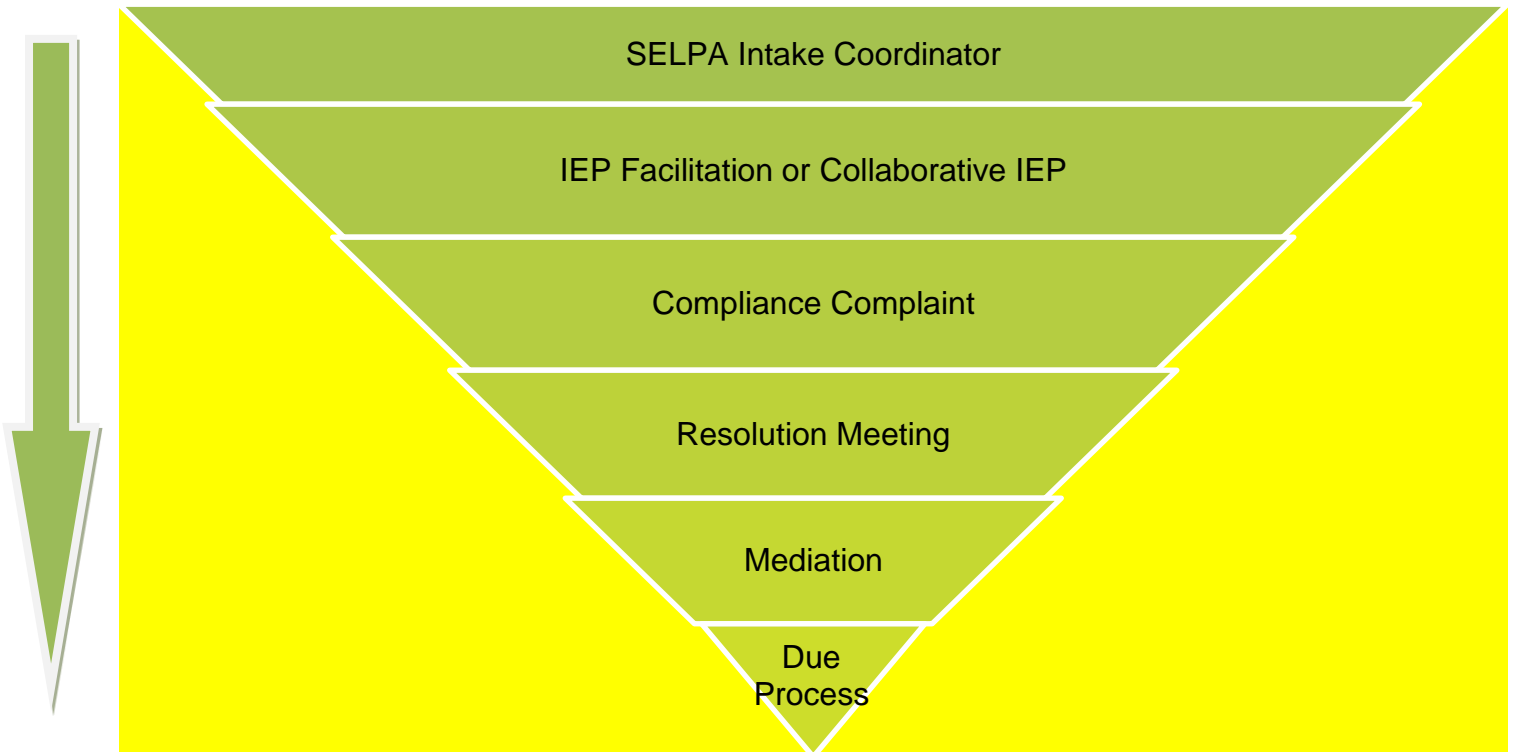 SELPA Intake Coordinator
IEP Facilitation or Collaborative IEP
Compliance Complaint
Resolution Meeting
Mediation
Due
Process